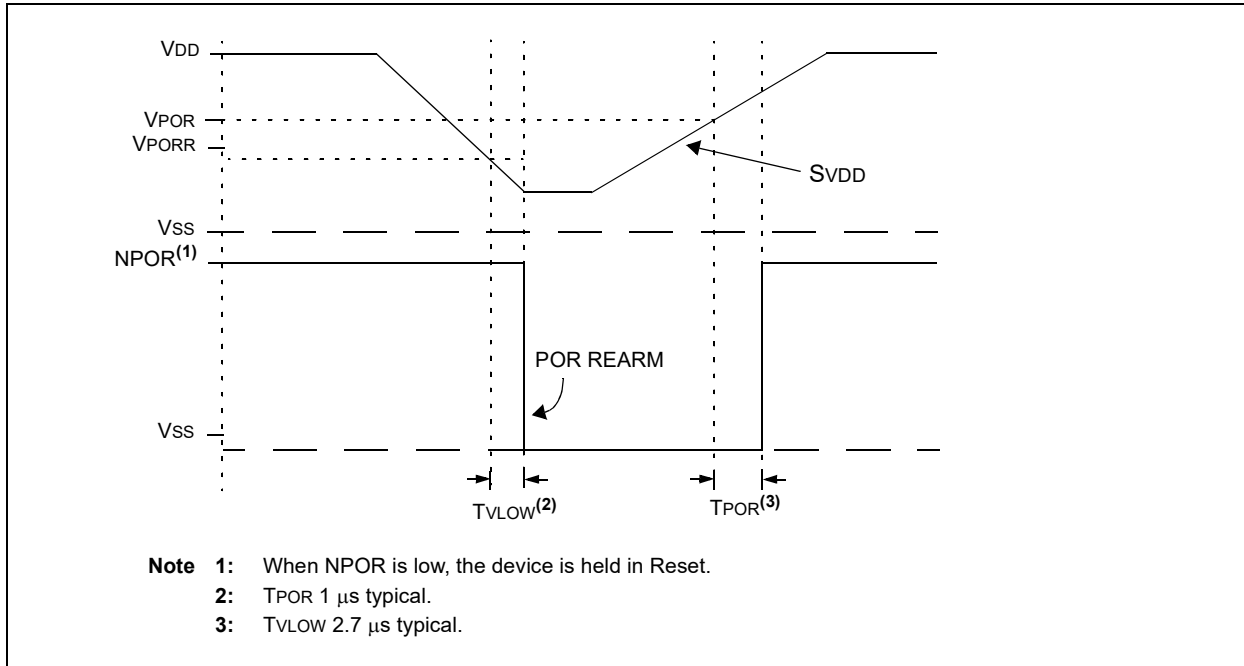 VDD
VPOR
VPORR
SVDD
VSS
NPOR(1)
POR REARM
VSS
TVLOW(2)
TPOR(3)
Note 1: When NPOR is low, the device is held in Reset.
2: TPOR 1 μs typical.
3: TVLOW 2.7 μs typical.